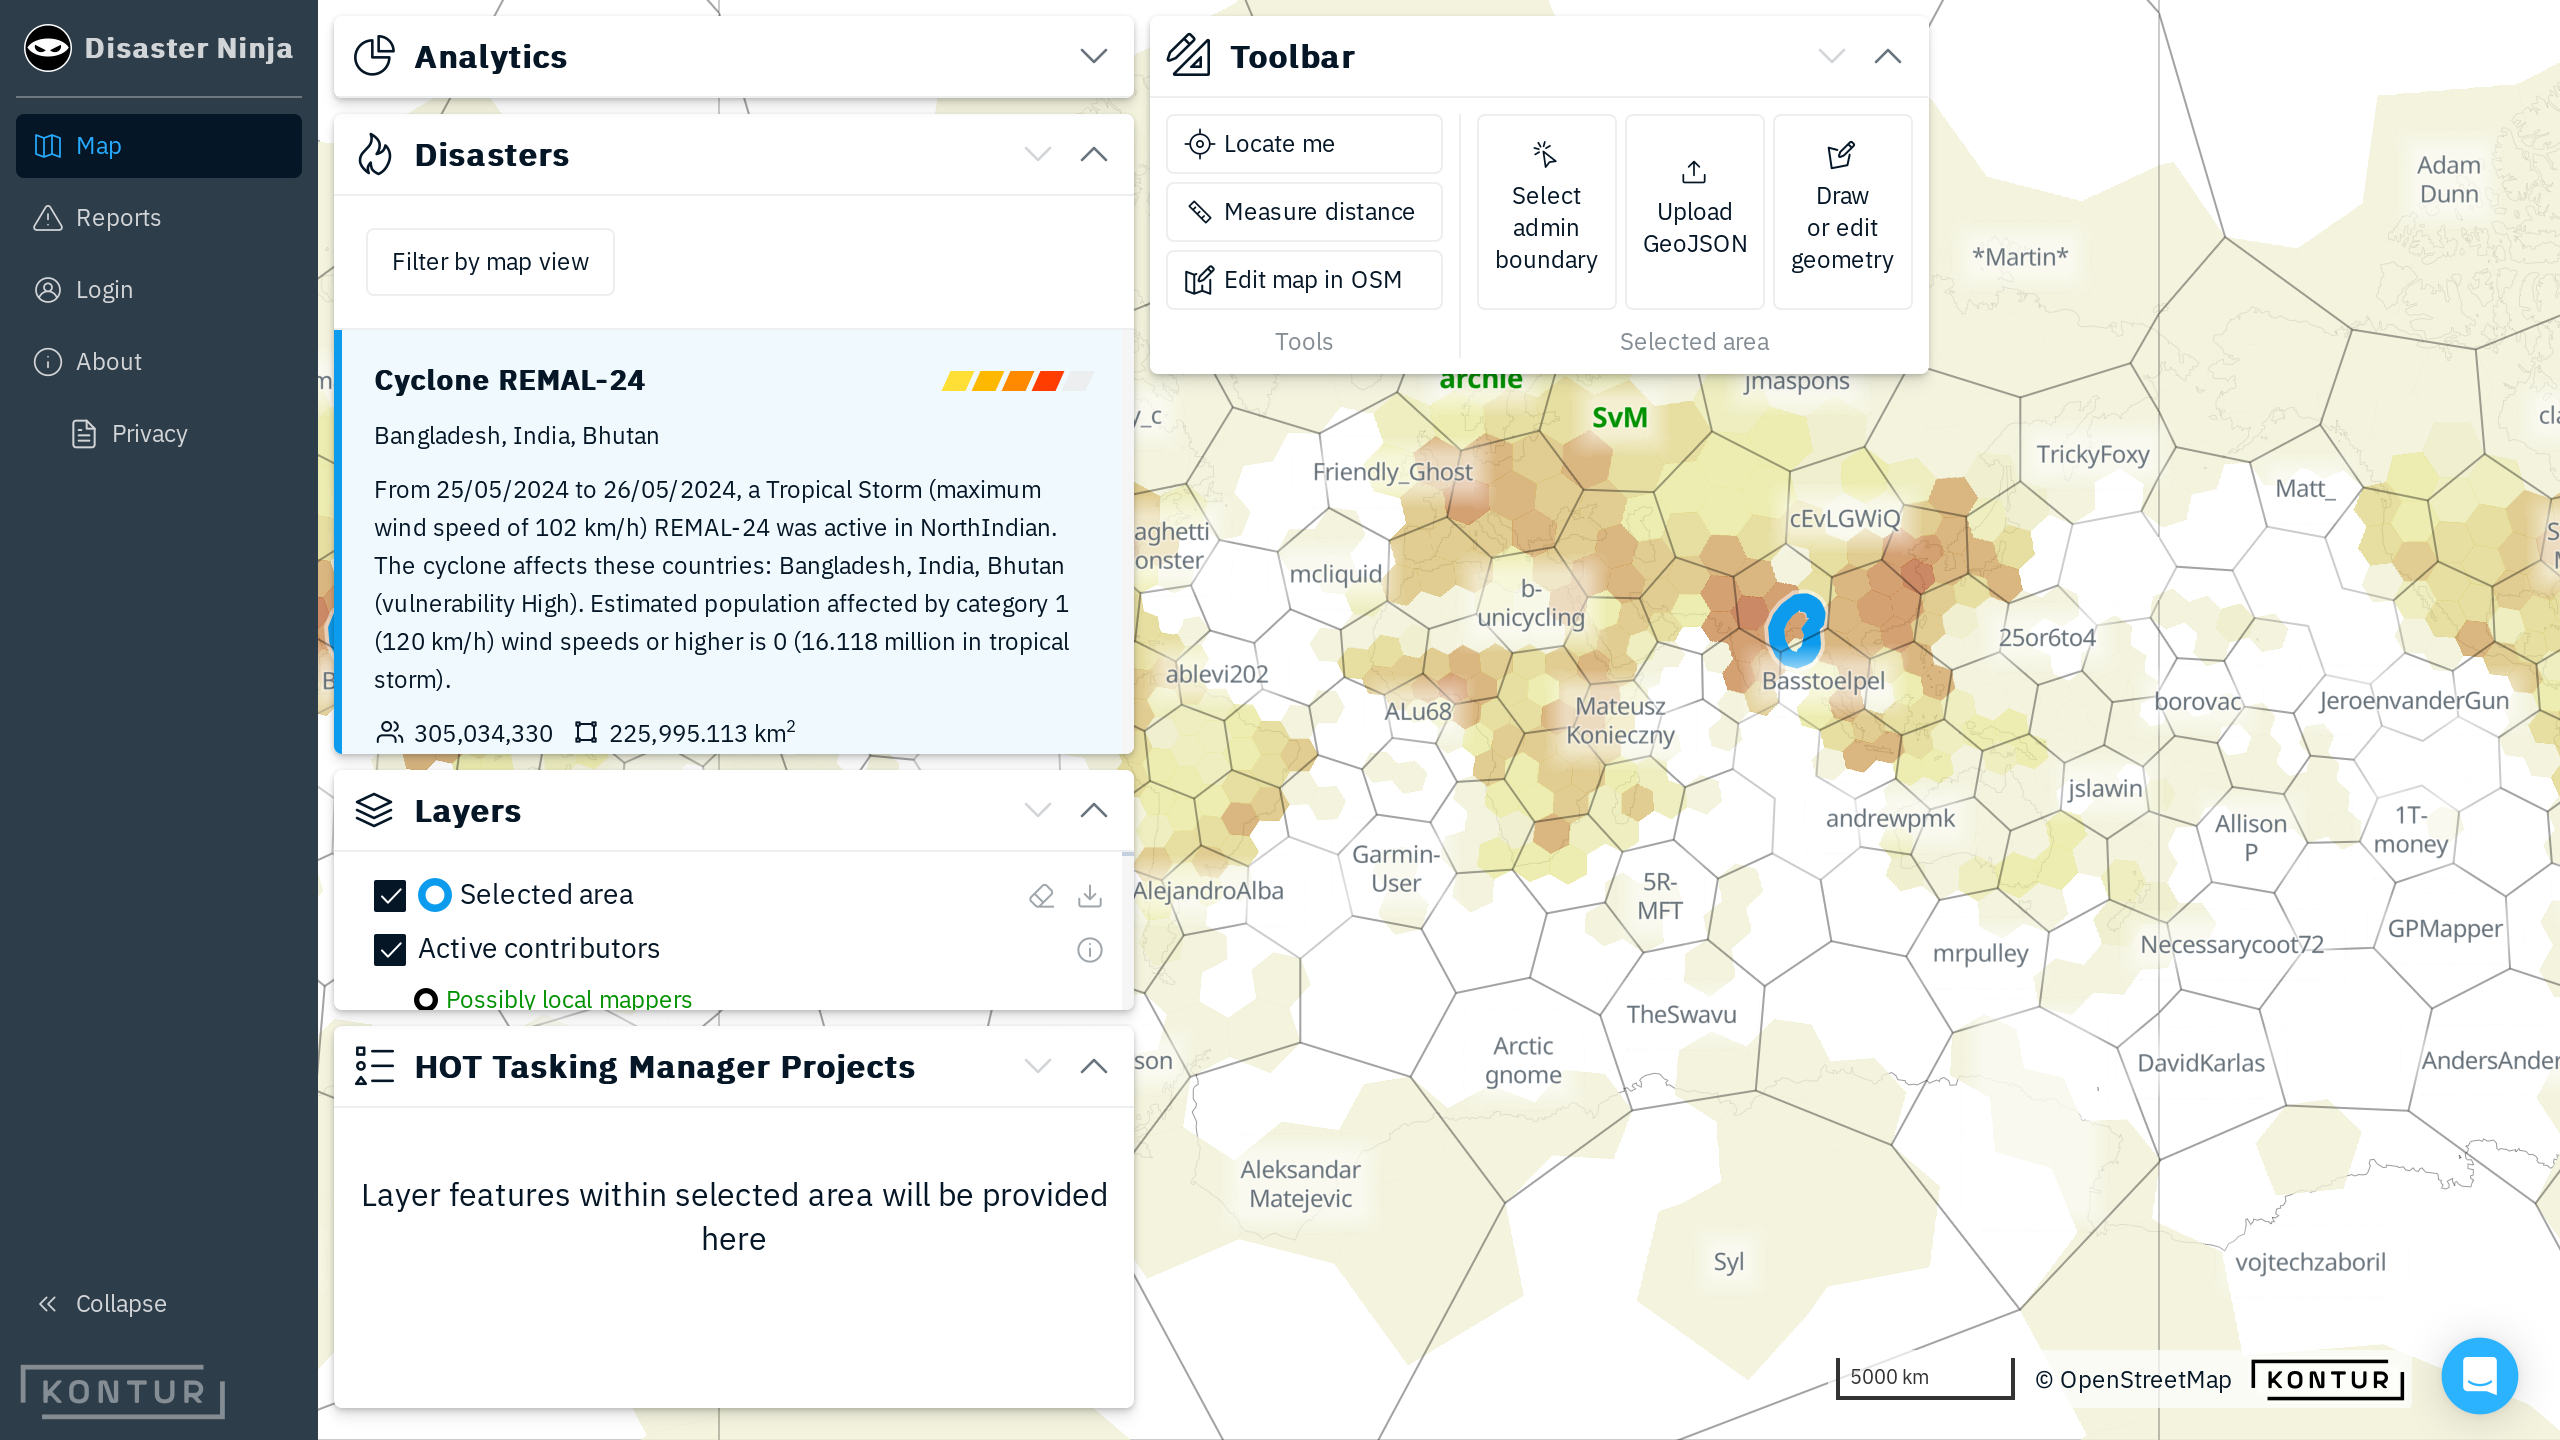 Disaster Ninja
Map
Reports
Login
About
Privacy
Collapse
KONTUR
Analytics
Disasters
Filter by map view
Cyclone REMAL-24
Bangladesh, India, Bhutan
From 25/05/2024 to 26/05/2024, a Tropical Storm (maximum
wind speed of 102 km/h) REMAL-24 was active in NorthIndian.
The cyclone affects these countries: Bangladesh, India, Bhutan
(vulnerability High). Estimated population affected by category 1
(120 km/h) wind speeds or higher is 0 (16.118 million in tropical
storm).
305,034,330 225,995.113 km²
Layers
Selected area
Active contributors
Possibly local mappers
HOT Tasking Manager Projects
Layer features within selected area will be provided
here
Toolbar
Locate me
Measure distance
Edit map in OSM
Tools
Select
admin
boundary
Upload
GeoJSON
Draw
or edit
geometry
Selected area
Adam
Dunn
*Martin*
archie
SvM
jmaspons
y_c
Friendly_Ghost
TrickyFoxy
Matt_
cEvLGWiQ
aghetti
onster
mcliquid
b-
unicycling
25or6to4
ablevi202
Basstoelpel
ALu68
Mateusz
Konieczny
borovac
JeroenvanderGun
jslawin
andrewpmk
Allison
P
1T-
money
Garmin-
User
AlejandroAlba
5R-
MFT
GPMapper
Necessarycoot72
mrpulley
TheSwavu
Arctic
gnome
son
DavidKarlas
AndersAnder
Aleksandar
Matejevic
Syl
vojtechzaboril
5000 km
© OpenStreetMap
KONTUR